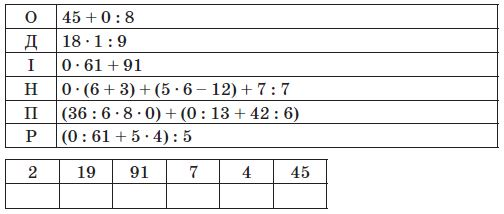 О 45 + 0 : 8
Д 18 · 1 : 9
І 0 · 61 + 91
Н 0 · (6 + 3) + (5 · 6 – 12) + 7 : 7
П (36 : 6 · 8 · 0) + (0 : 13 + 42 : 6)
Р (0 : 61 + 5 · 4) : 5
2 19 91 7 4 45